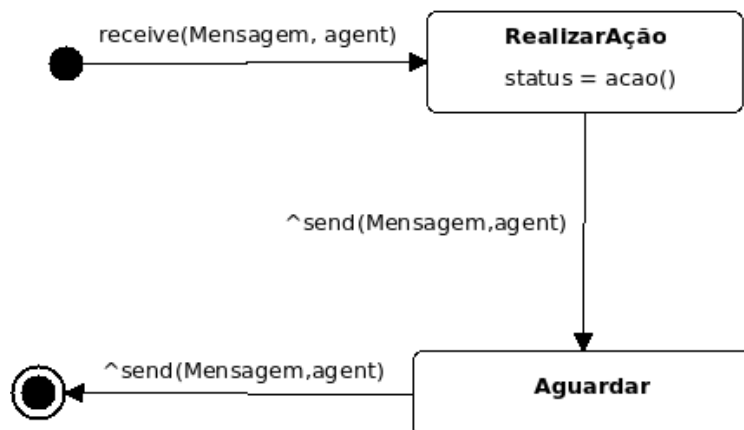 receive(Mensagem, agent)
RealizarAção
status = acao()
^send(Mensagem,agent)
^send(Mensagem,agent)
Aguardar